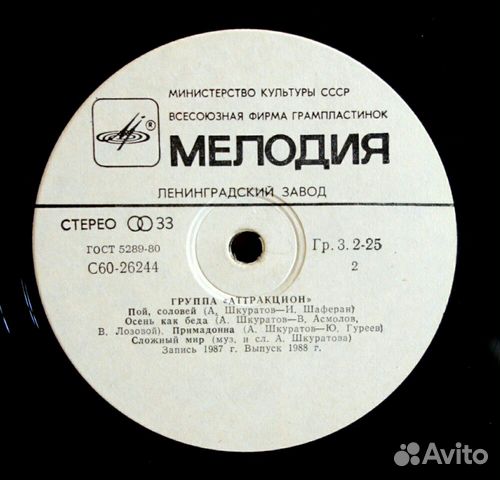 МИНИСТЕРСТВО КУЛЬТУРЫ СССР
ВСЕСОЮЗНАЯ ФИРМА ГРАМПЛАСТИНОК
®
МЕЛОДИЯ
ЛЕНИНГРАДСКИЙ ЗАВОД
СТЕРЕО 33
ГОСТ 5289-80
Гр. 3. 2-25
С60-26244
2
ГРУППА «АТТРАКЦИОН»
Пой, соловей (А. Шкуратов—И. Шаферан)
Осень как беда (А. Шкуратов—В. Асмолов,
В. Лозовой). Примадонна (А. Шкуратов—Ю. Гуреев)
Сложный мир (муз. и сл. А. Шкуратова)
Запись 1987 г. Выпуск 1988 г.
Avito